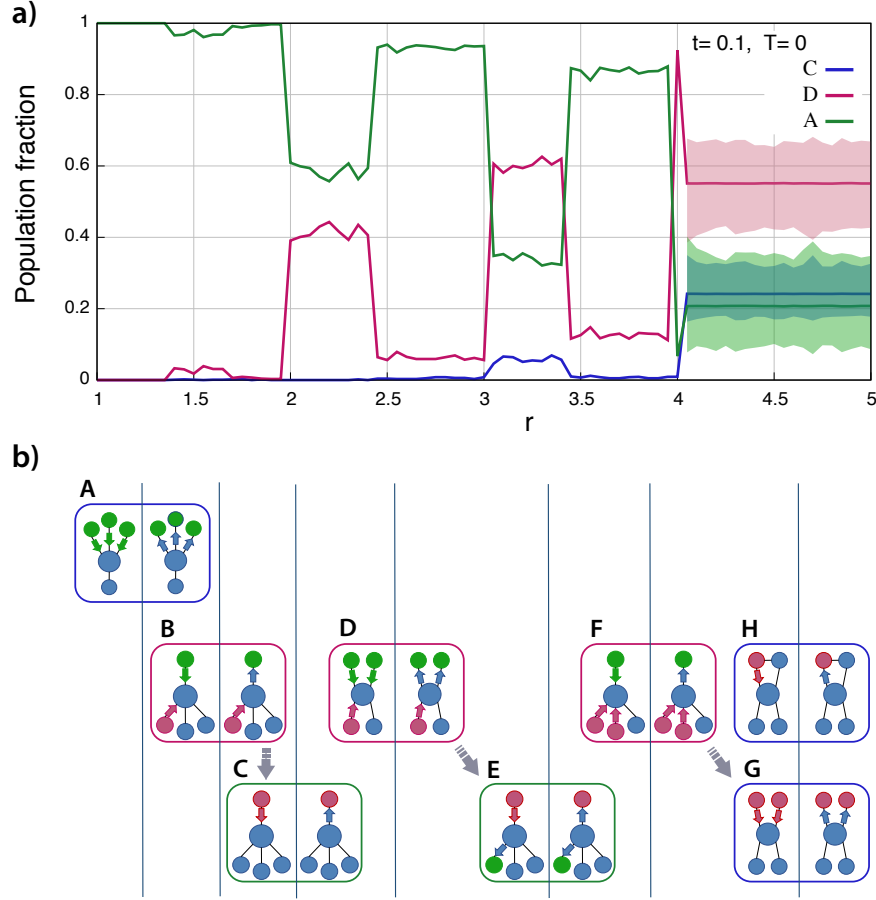 a)
t= 0.1, T= 0
C
D
A
Population fraction
1
0.8
0.6
0.4
0.2
0
1 1.5 2 2.5 3 3.5 4 4.5 5
r
b)
A
B D F H
C E G